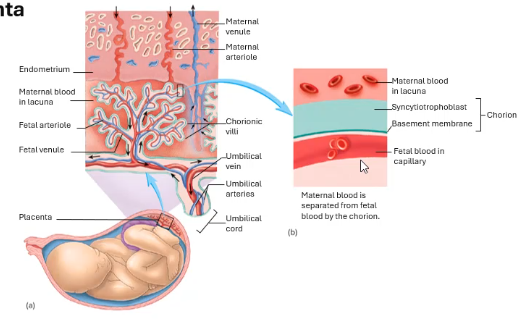 nta
Maternal
venule
Maternal
arteriole
Endometrium
Maternal blood
in lacuna
Fetal arteriole
Fetal venule
Chorionic
villi
Umbilical
vein
Umbilical
arteries
Umbilical
cord
Placenta
(a)
Maternal blood
in lacuna
Syncytiotrophoblast
Basement membrane
Chorion
Fetal blood in
capillary
Maternal blood is
separated from fetal
blood by the chorion.
(b)